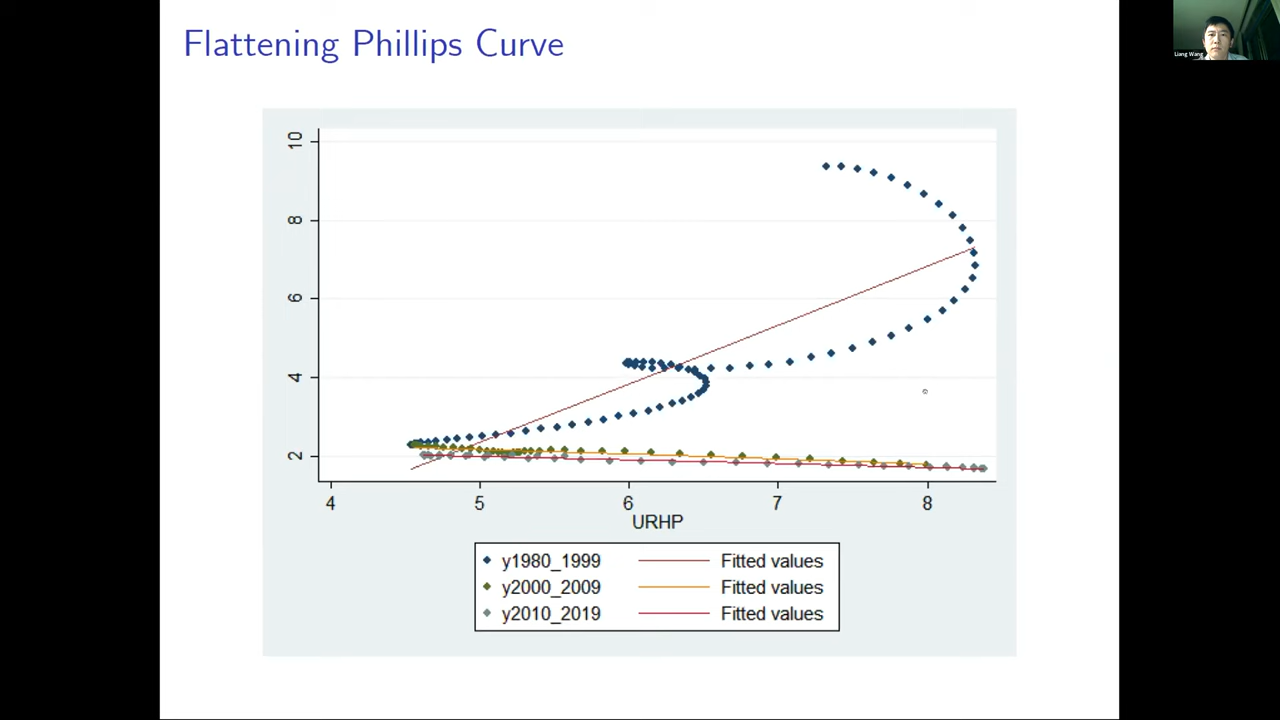 Flattening Phillips Curve
Liang Wang
10
8
6
4
2
4 5 6 7 8
URHP
y1980_1999 Fitted values
y2000_2009 Fitted values
y2010_2019 Fitted values